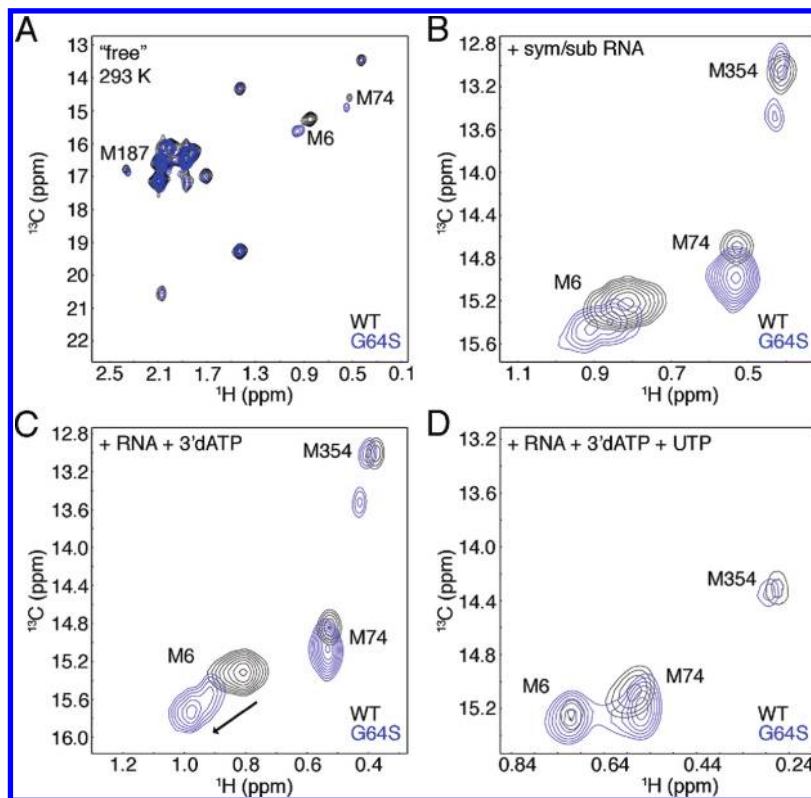 A
"free"
293 K
M74
M6
M187
WT
G64S
13
14
15
16
17
18
19
20
21
22
2.5 2.1 1.7 1.3 0.9 0.5 0.1
¹³C (ppm)
¹H (ppm)
B
+ sym/sub RNA
M354
M74
M6
WT
G64S
12.8
13.2
13.6
14.0
14.4
14.8
15.2
15.6
1.1 0.9 0.7 0.5
¹³C (ppm)
¹H (ppm)
C
+ RNA + 3'dATP
M354
M6
M74
WT
G64S
12.8
13.2
13.6
14.0
14.4
14.8
15.2
15.6
16.0
1.2 1.0 0.8 0.6 0.4
¹³C (ppm)
¹H (ppm)
D
+ RNA + 3'dATP + UTP
M354
M6
M74
WT
G64S
13.2
13.6
14.0
14.4
14.8
15.2
0.84 0.64 0.44 0.24
¹³C (ppm)
¹H (ppm)